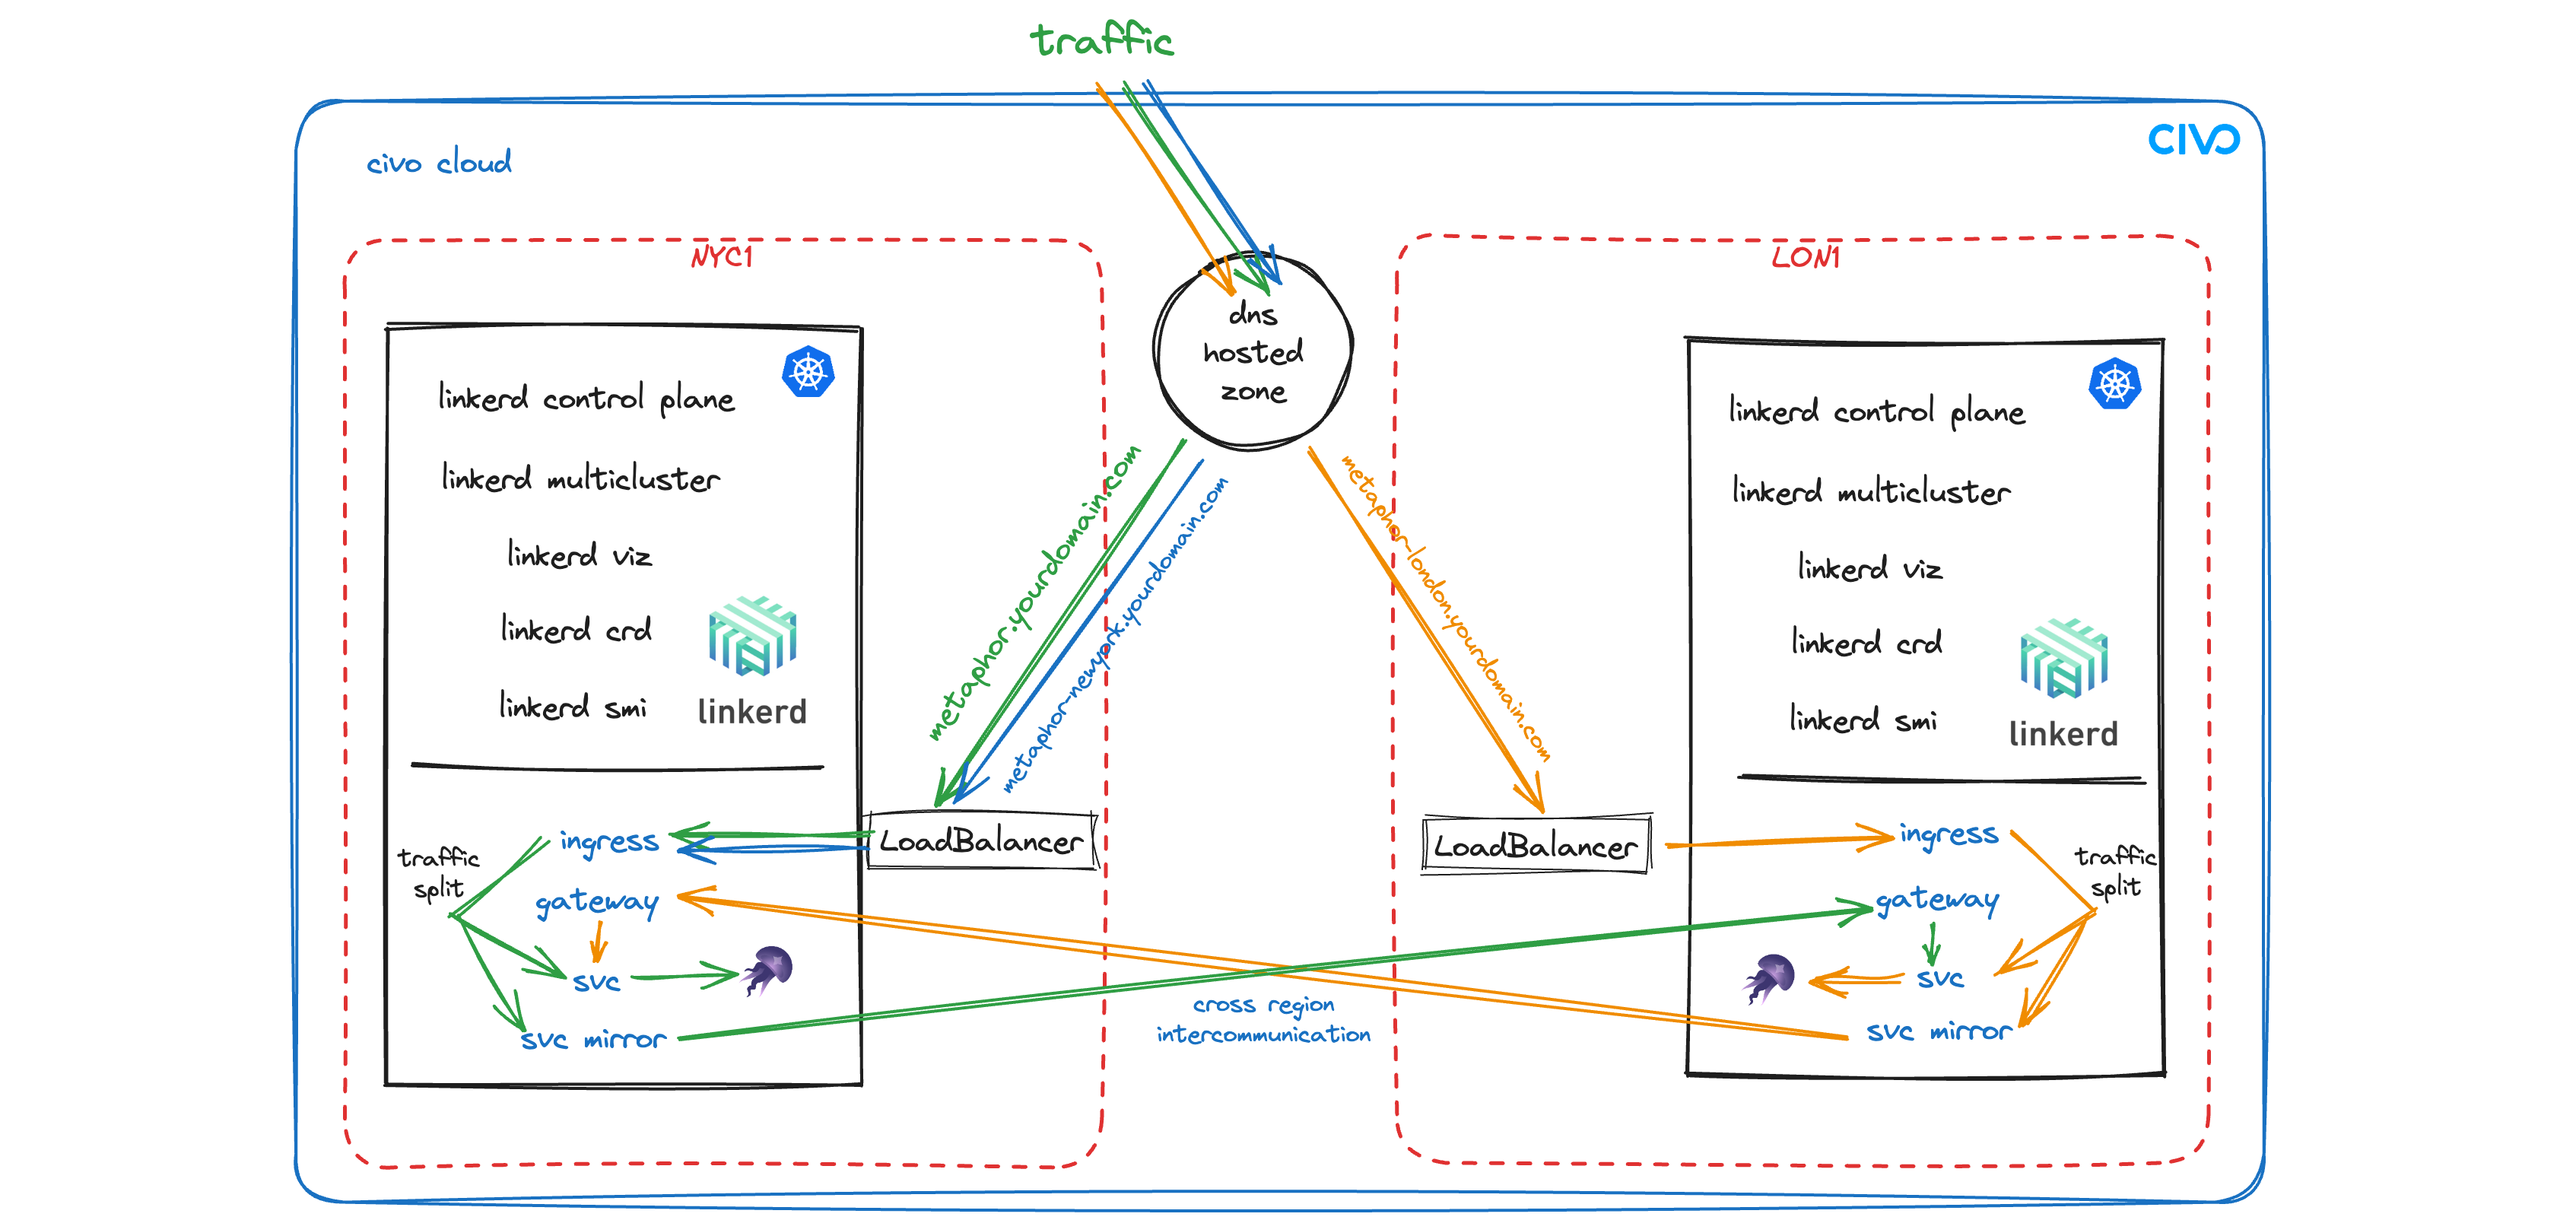 traffic
civo cloud
CIVO
NYC1
LON1
dns
hosted
zone
linkerd control plane
linkerd multicluster
linkerd viz
linkerd crd
linkerd smi
linkerd
metaphor.yourdomain.com
metaphor-newyork.yourdomain.com
metaphor-london.yourdomain.com
linkerd control plane
linkerd multicluster
linkerd viz
linkerd crd
linkerd smi
linkerd
traffic
split
ingress
gateway
svc
svc mirror
LoadBalancer
cross region
intercommunication
LoadBalancer
ingress
gateway
svc
svc mirror
traffic
split